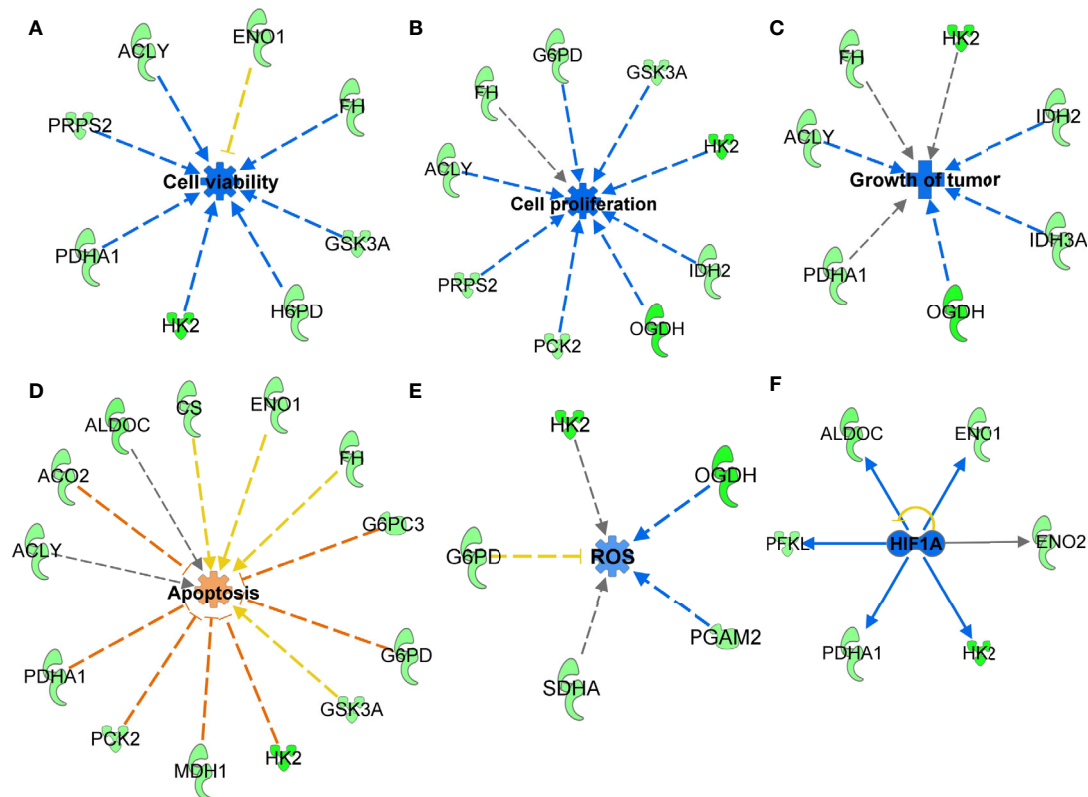 A
ENO1
ACLY
FH
PRPS2
Cell viability
PDHA1
GSK3A
HK2
H6PD
B
G6PD
GSK3A
FH
HK2
ACLY
Cell proliferation
PRPS2
IDH2
PCK2
OGDH
C
HK2
FH
IDH2
ACLY
Growth of tumor
PDHA1
IDH3A
OGDH
D
CS
ENO1
ALDOC
FH
ACO2
G6PC3
ACLY
Apoptosis
PDHA1
G6PD
GSK3A
PCK2
MDH1
HK2
E
HK2
OGDH
G6PD
ROS
PGAM2
SDHA
F
ALDOC
ENO1
PFKL
HIF1A
ENO2
PDHA1
HK2